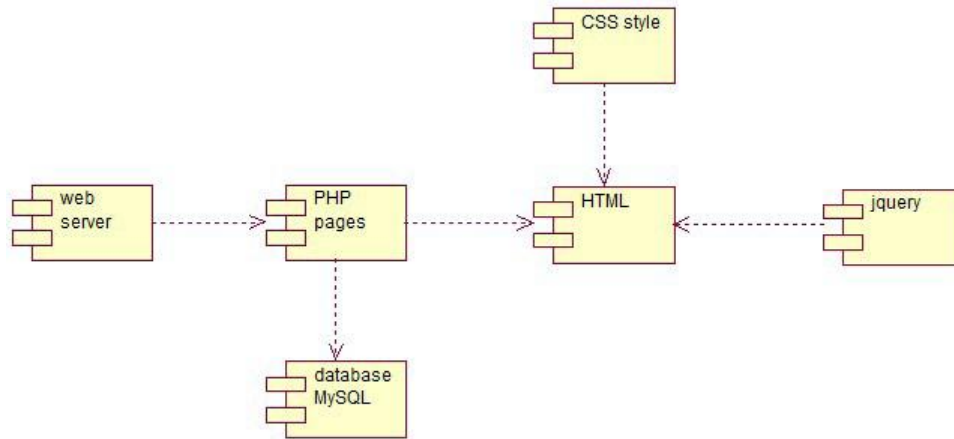 CSS style
web
server
PHP
pages
HTML
jquery
database
MySQL